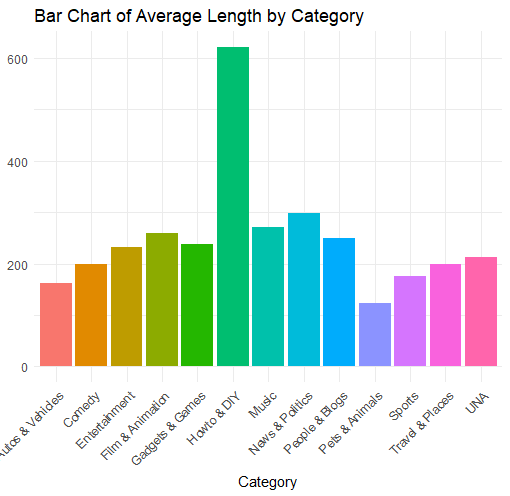 Bar Chart of Average Length by Category
600
400
200
0
Autos & Vehicles
Comedy
Entertainment
Film & Animation
Gadgets & Games
Howto & DIY
Music
News & Politics
People & Blogs
Pets & Animals
Sports
Travel & Places
UNA
Category